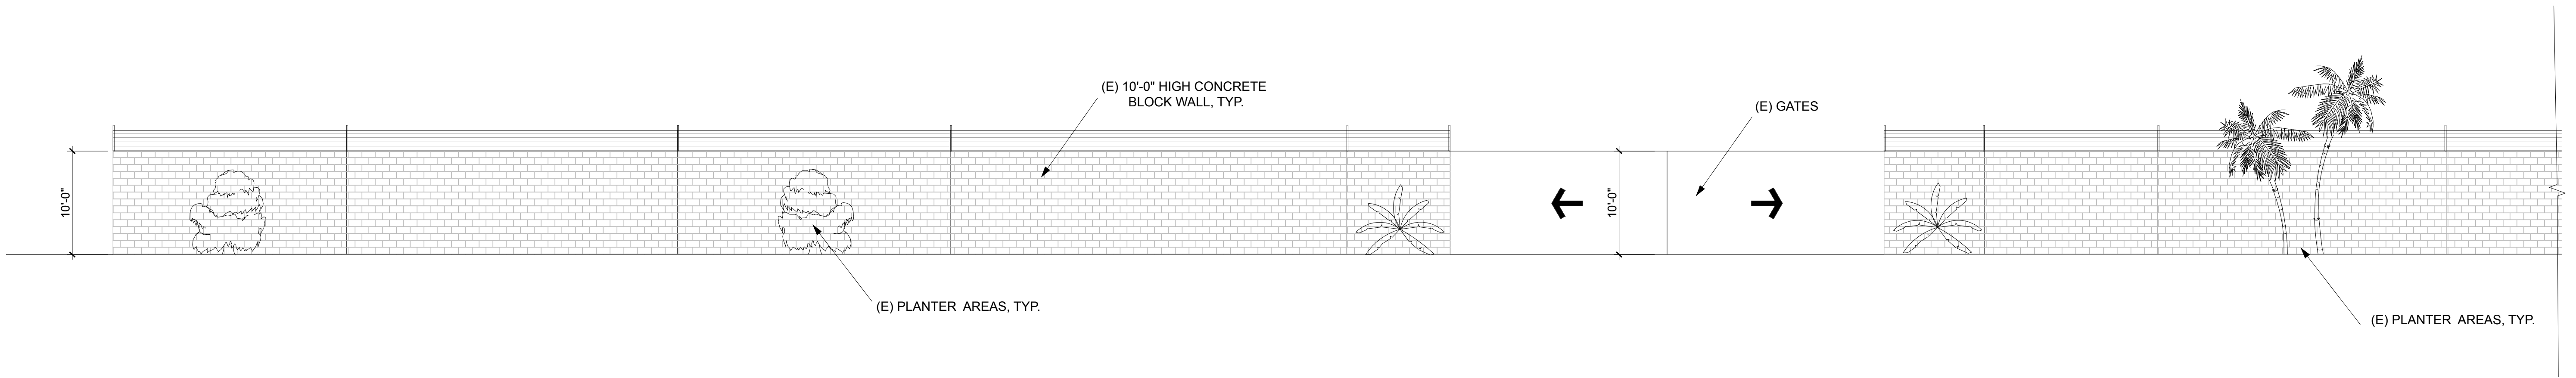 (E) 10'-0" HIGH CONCRETE
BLOCK WALL, TYP.
(E) GATES
10'-0"
10'-0"
(E) PLANTER AREAS, TYP.
(E) PLANTER AREAS, TYP.